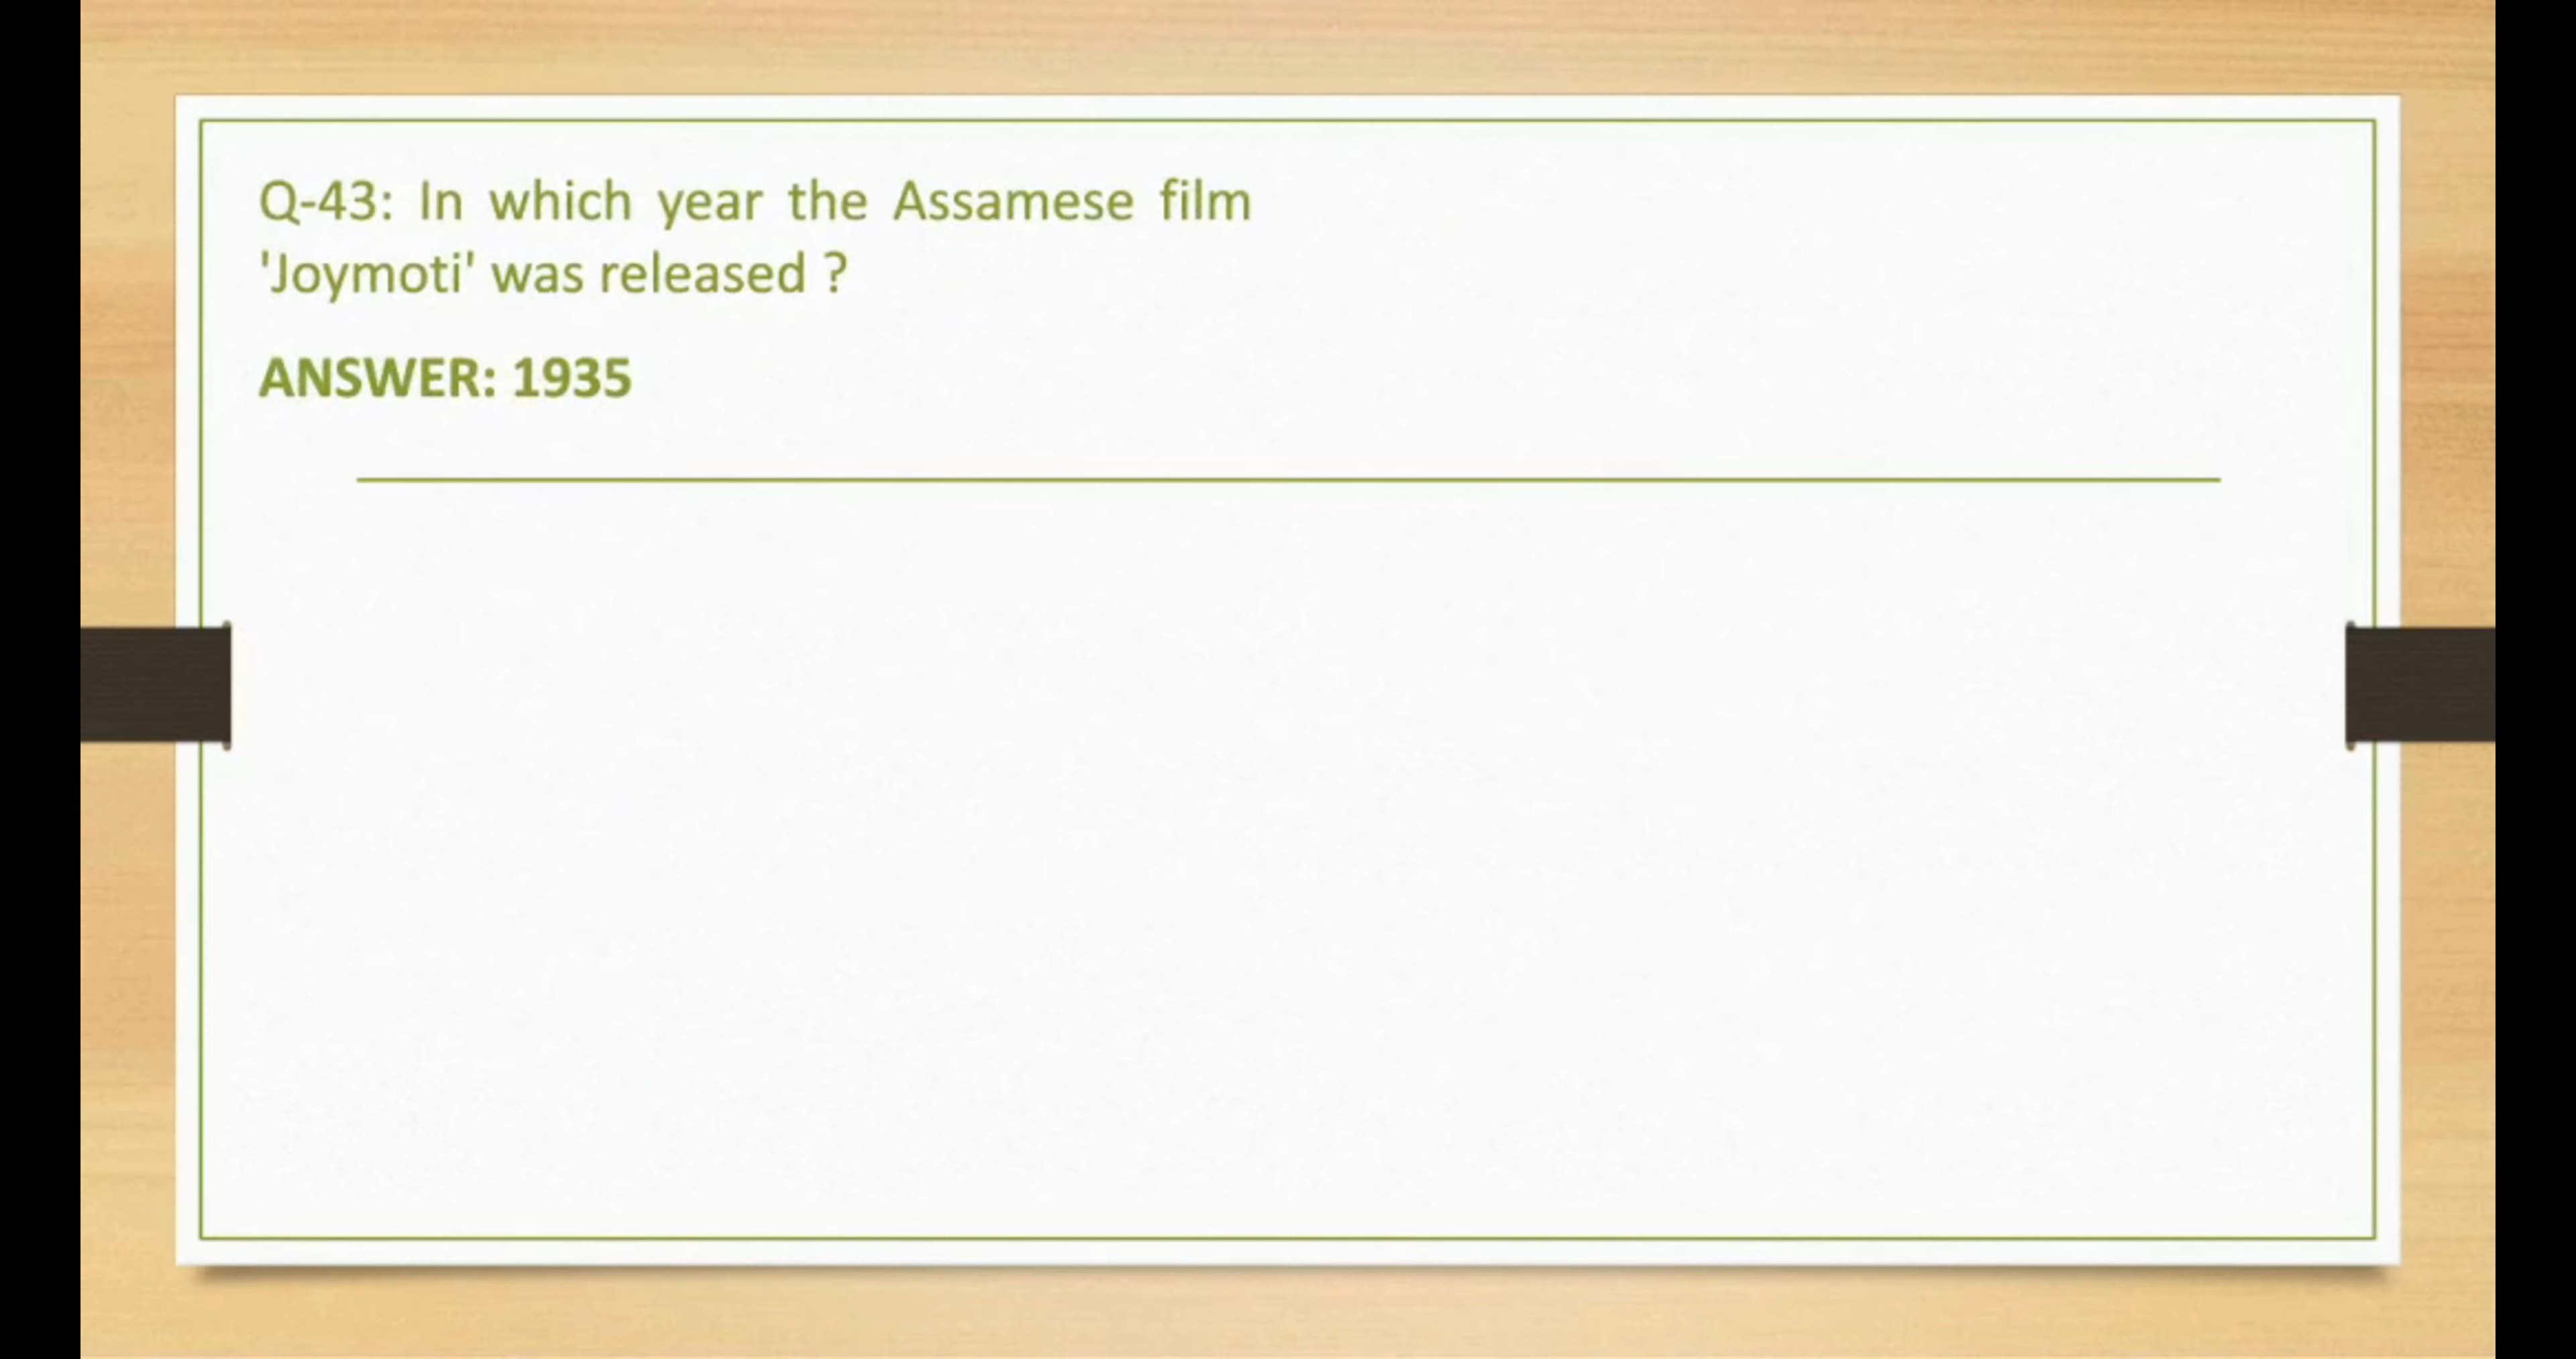 Q-43: In which year the Assamese film
'Joymoti' was released ?
ANSWER: 1935